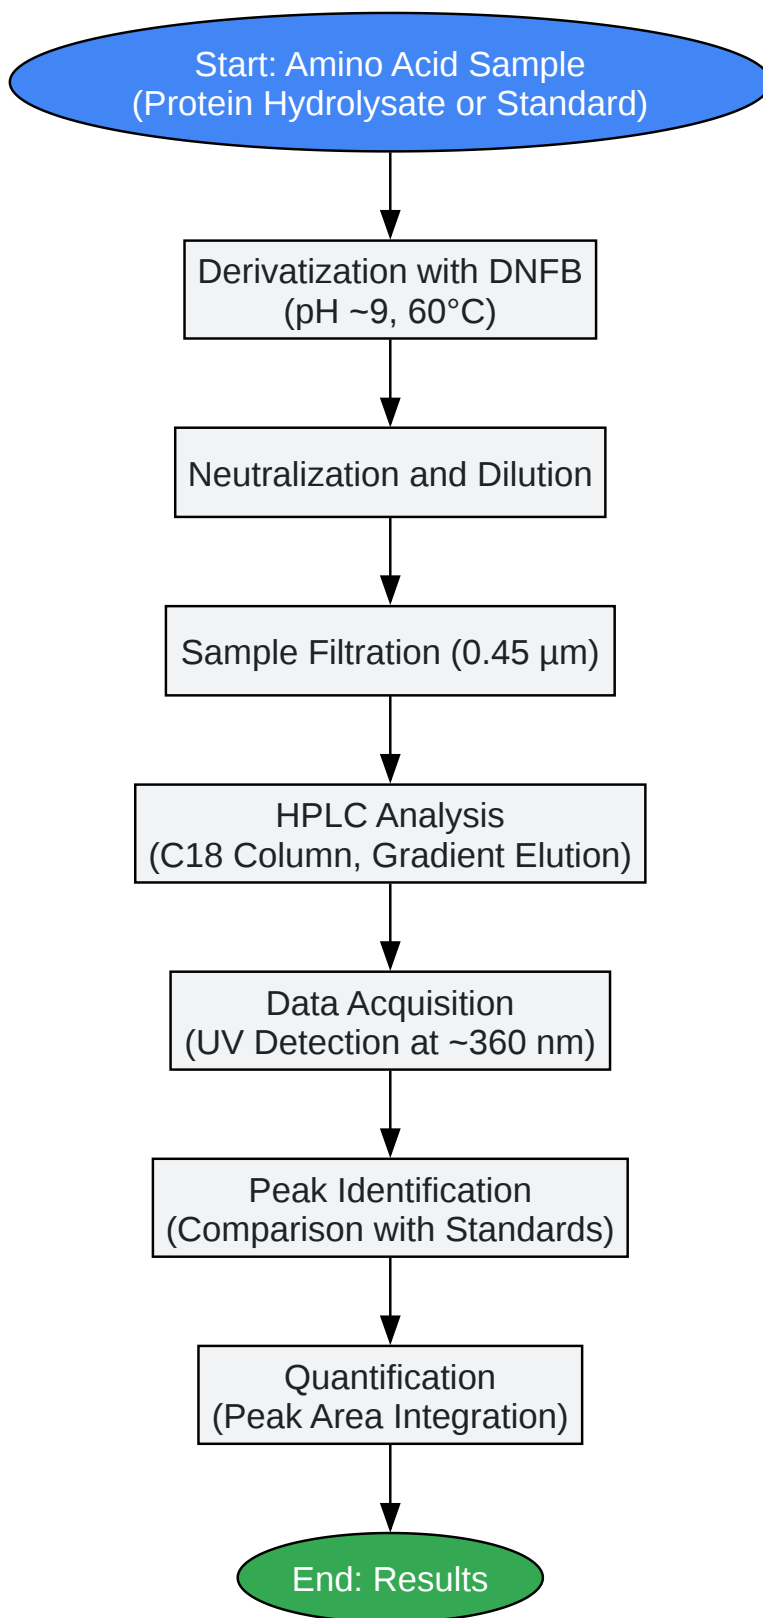 Start: Amino Acid Sample
(Protein Hydrolysate or Standard)
Derivatization with DNFB
(pH ~9, 60°C)
Neutralization and Dilution
Sample Filtration (0.45 µm)
HPLC Analysis
(C18 Column, Gradient Elution)
Data Acquisition
(UV Detection at ~360 nm)
Peak Identification
(Comparison with Standards)
Quantification
(Peak Area Integration)
End: Results